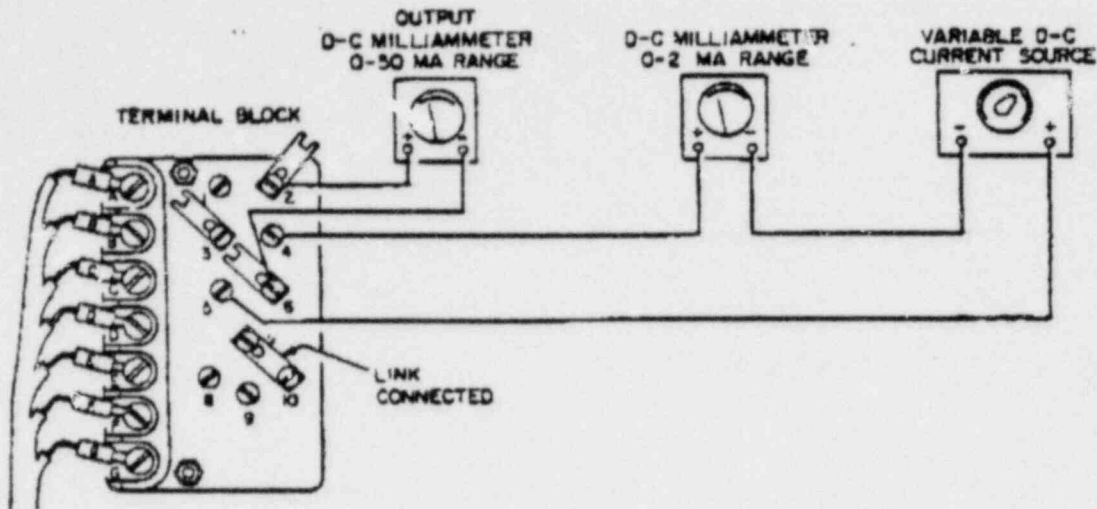 OUTPUT
D-C MILLIAMMETER
0-50 MA RANGE
D-C MILLIAMMETER
0-2 MA RANGE
VARIABLE D-C
CURRENT SOURCE
TERMINAL BLOCK
+ -
+ -
- +
2
3
4
5
6
LINK
CONNECTED
8
9
10